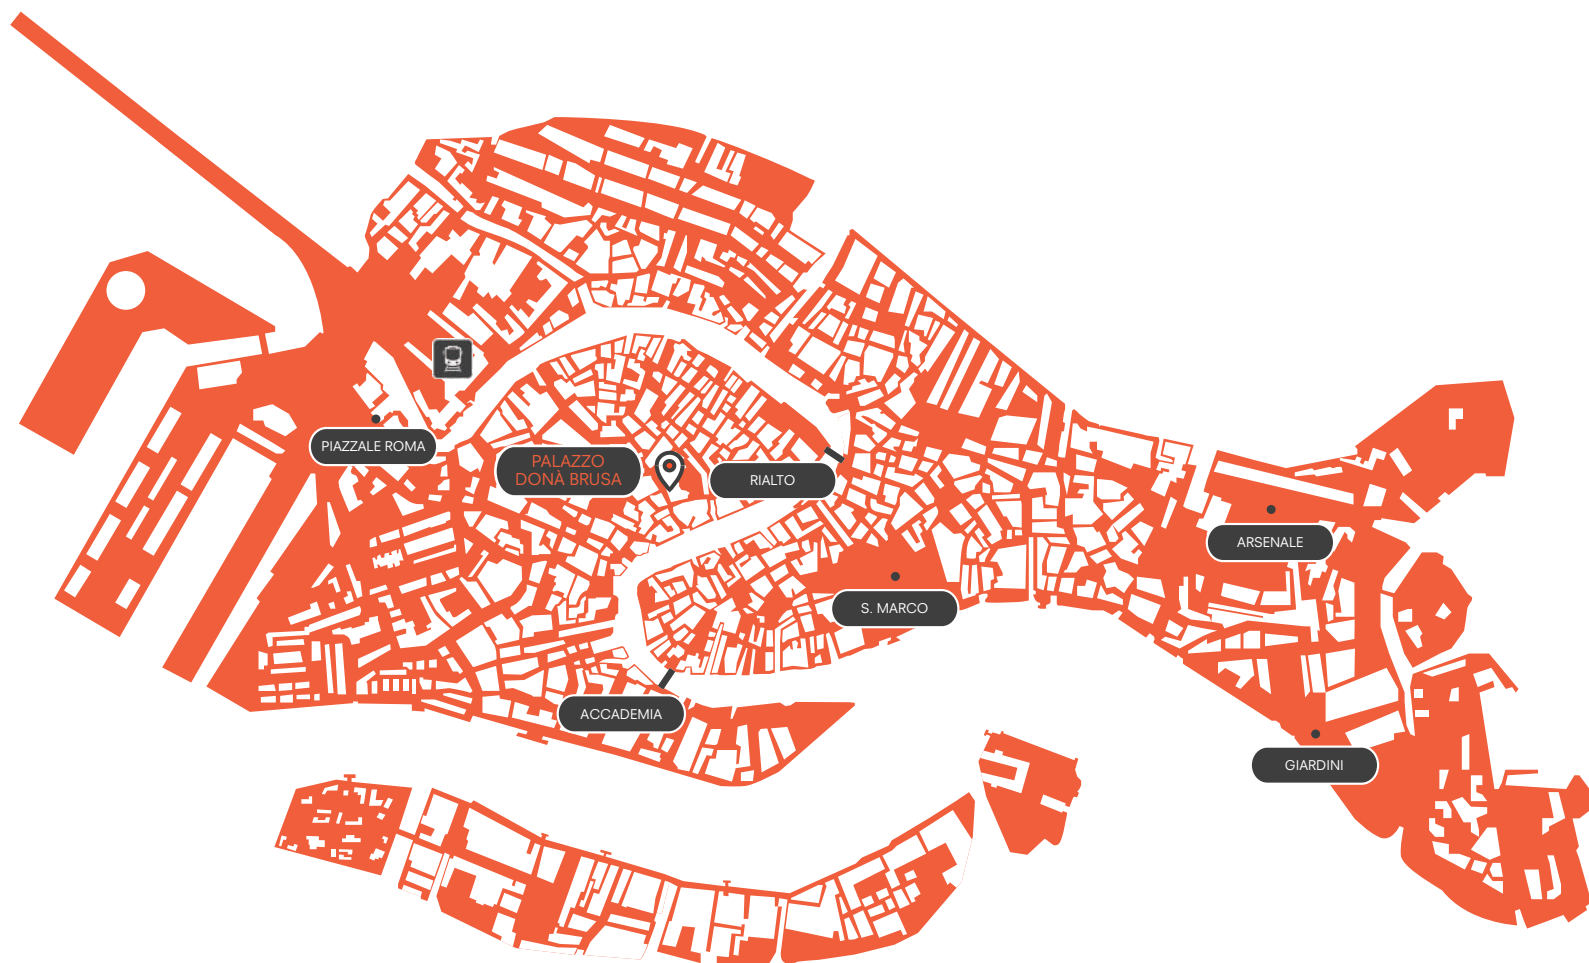 PIAZZALE ROMA
PALAZZO
DONÀ BRUSA
RIALTO
ARSENALE
S. MARCO
ACCADEMIA
GIARDINI